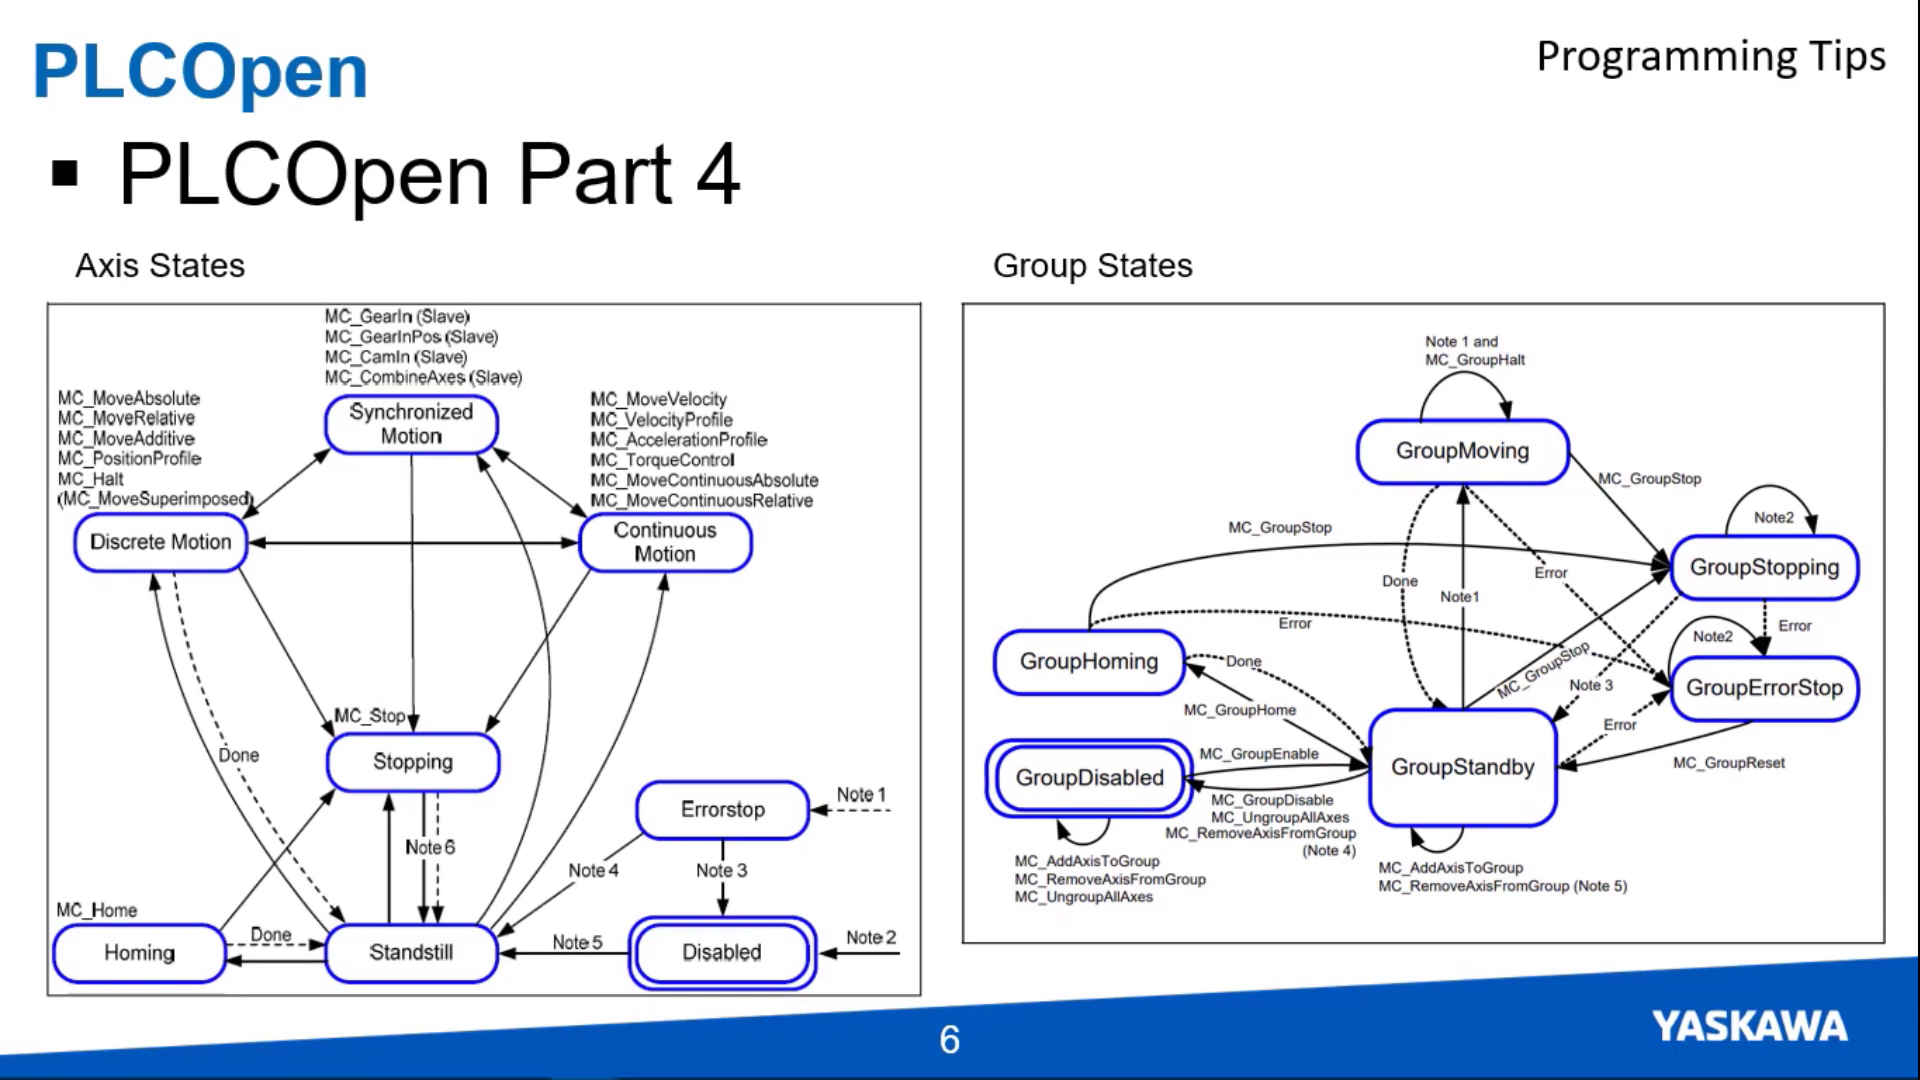 PLCOpen
Programming Tips
▪ PLCOpen Part 4
Axis States
MC_GearIn (Slave)
MC_GearInPos (Slave)
MC_CamIn (Slave)
MC_CombineAxes (Slave)
MC_MoveAbsolute
MC_MoveRelative
MC_MoveAdditive
MC_PositionProfile
MC_Halt
(MC_MoveSuperimposed)
Synchronized
Motion
MC_MoveVelocity
MC_VelocityProfile
MC_AccelerationProfile
MC_TorqueControl
MC_MoveContinuousAbsolute
MC_MoveContinuousRelative
Discrete Motion
Continuous
Motion
MC_Stop
Done
Stopping
Errorstop
Note 1
Note 6
Note 4
Note 3
MC_Home
Homing
Done
Standstill
Note 5
Disabled
Note 2
Group States
Note 1 and
MC_GroupHalt
GroupMoving
MC_GroupStop
Note2
MC_GroupStop
GroupStopping
Done
Error
Note1
Error
Error
Note2
GroupHoming
Done
MC_GroupStop
Note 3
GroupErrorStop
MC_GroupHome
Error
MC_GroupEnable
GroupDisabled
GroupStandby
MC_GroupReset
MC_GroupDisable
MC_UngroupAllAxes
MC_RemoveAxisFromGroup
(Note 4)
MC_AddAxisToGroup
MC_RemoveAxisFromGroup
MC_UngroupAllAxes
MC_AddAxisToGroup
MC_RemoveAxisFromGroup (Note 5)
6
YASKAWA